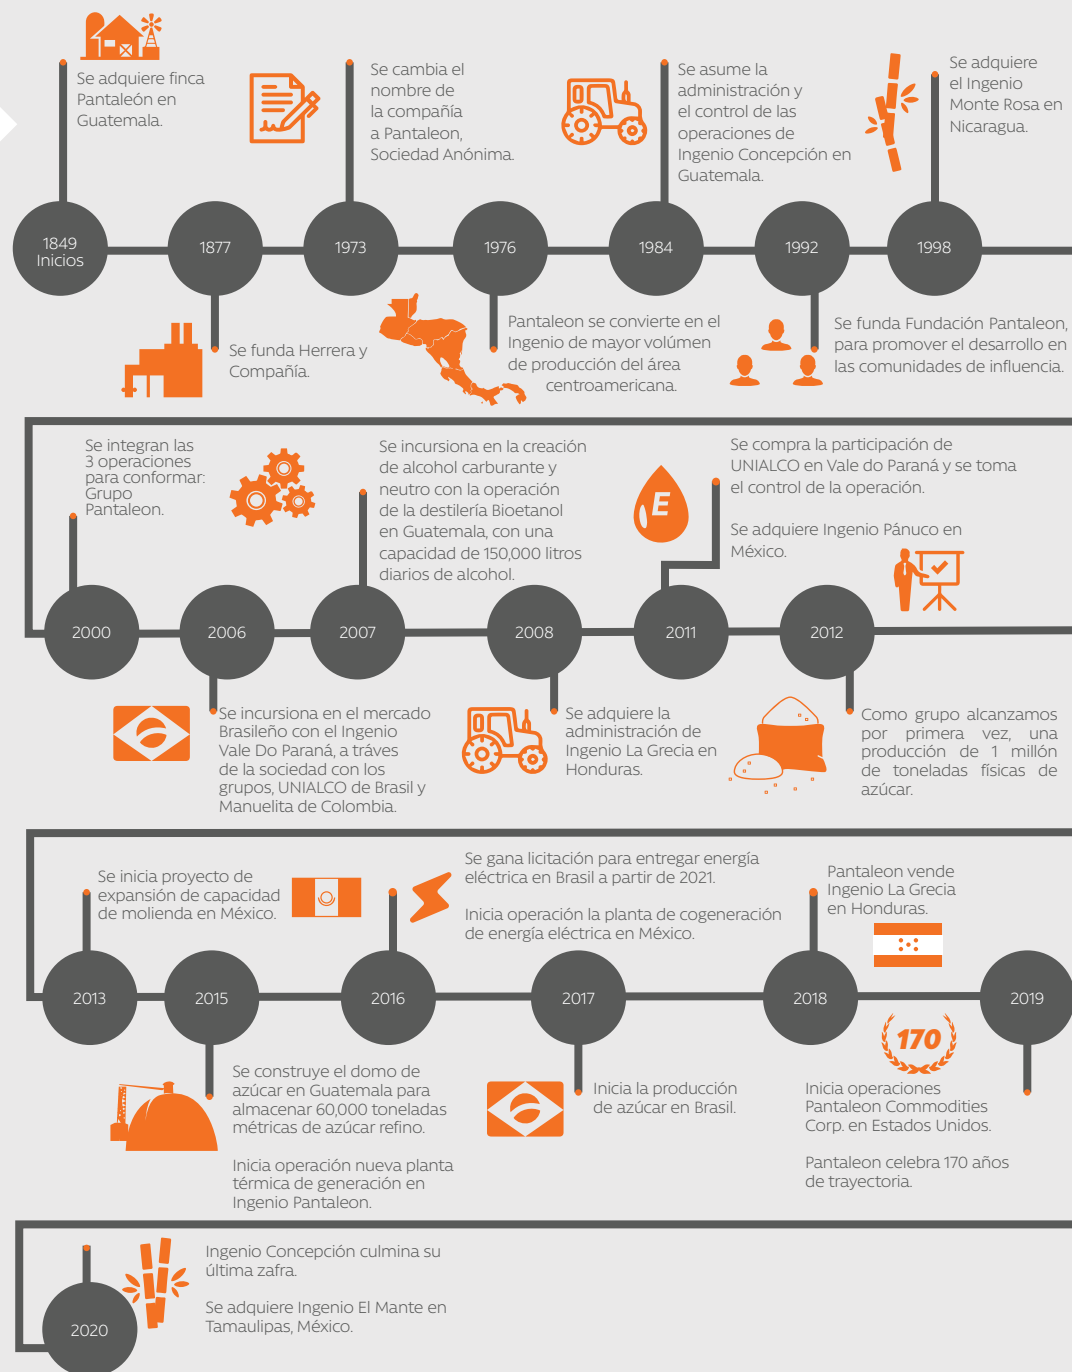 Se adquiere finca
Pantaleón en
Guatemala.
Se cambia el
nombre de
la compañía
a Pantaleon,
Sociedad Anónima.
Se asume la
administración y
el control de las
operaciones de
Ingenio Concepción en
Guatemala.
Se adquiere
el Ingenio
Monte Rosa en
Nicaragua.
1849
Inicios
1877
1973
1976
1984
1992
1998
Se funda Herrera y
Compañía.
Pantaleon se convierte en el
Ingenio de mayor volúmen
de producción del área
centroamericana.
Se funda Fundación Pantaleon,
para promover el desarrollo en
las comunidades de influencia.
Se integran las
3 operaciones
para conformar:
Grupo
Pantaleon.
Se incursiona en la creación
de alcohol carburante y
neutro con la operación
de la destilería Bioetanol
en Guatemala, con una
capacidad de 150,000 litros
diarios de alcohol.
E
Se compra la participación de
UNIALCO en Vale do Paraná y se toma
el control de la operación.
Se adquiere Ingenio Pánuco en
México.
2000
2006
2007
2008
2011
2012
Se incursiona en el mercado
Brasileño con el Ingenio
Vale Do Paraná, a tráves
de la sociedad con los
grupos, UNIALCO de Brasil y
Manuelita de Colombia.
Se adquiere la
administración de
Ingenio La Grecia en
Honduras.
Como grupo alcanzamos
por primera vez, una
producción de 1 millón
de toneladas físicas de
azúcar.
Se inicia proyecto de
expansión de capacidad
de molienda en México.
Se gana licitación para entregar energía
eléctrica en Brasil a partir de 2021.
Inicia operación la planta de cogeneración
de energía eléctrica en México.
Pantaleon vende
Ingenio La Grecia
en Honduras.
2013
2015
2016
2017
2018
2019
Se construye el domo de
azúcar en Guatemala para
almacenar 60,000 toneladas
métricas de azúcar refino.
Inicia operación nueva planta
térmica de generación en
Ingenio Pantaleon.
Inicia la producción
de azúcar en Brasil.
170
Inicia operaciones
Pantaleon Commodities
Corp. en Estados Unidos.
Pantaleon celebra 170 años
de trayectoria.
2020
Ingenio Concepción culmina su
última zafra.
Se adquiere Ingenio El Mante en
Tamaulipas, México.